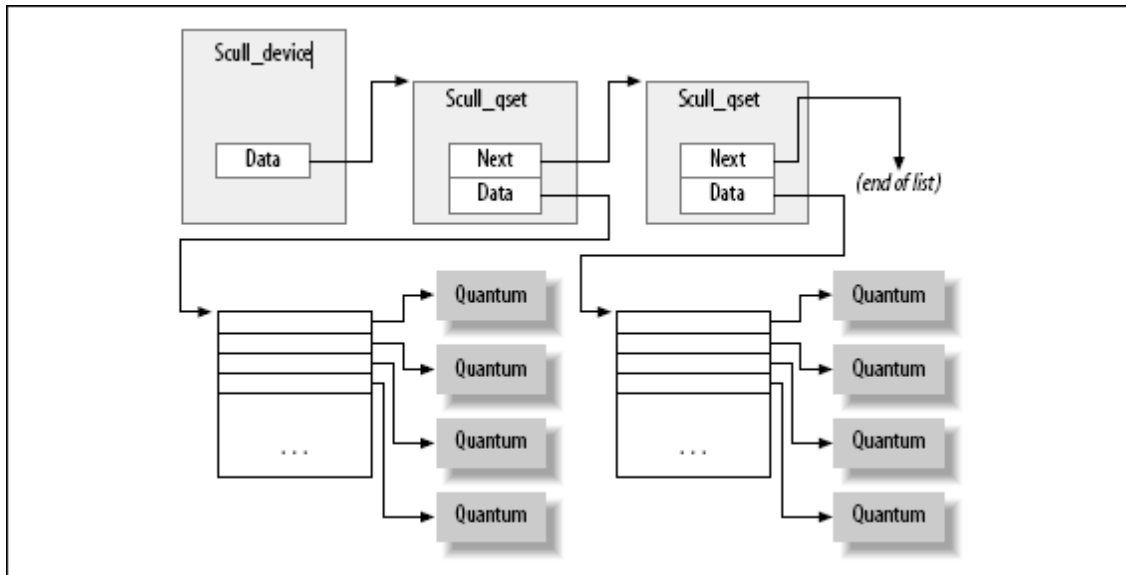 Scull_device
Data
Scull_qset
Next
Data
Scull_qset
Next
Data
(end of list)
Quantum
Quantum
Quantum
Quantum
. . .
Quantum
Quantum
Quantum
Quantum
. . .